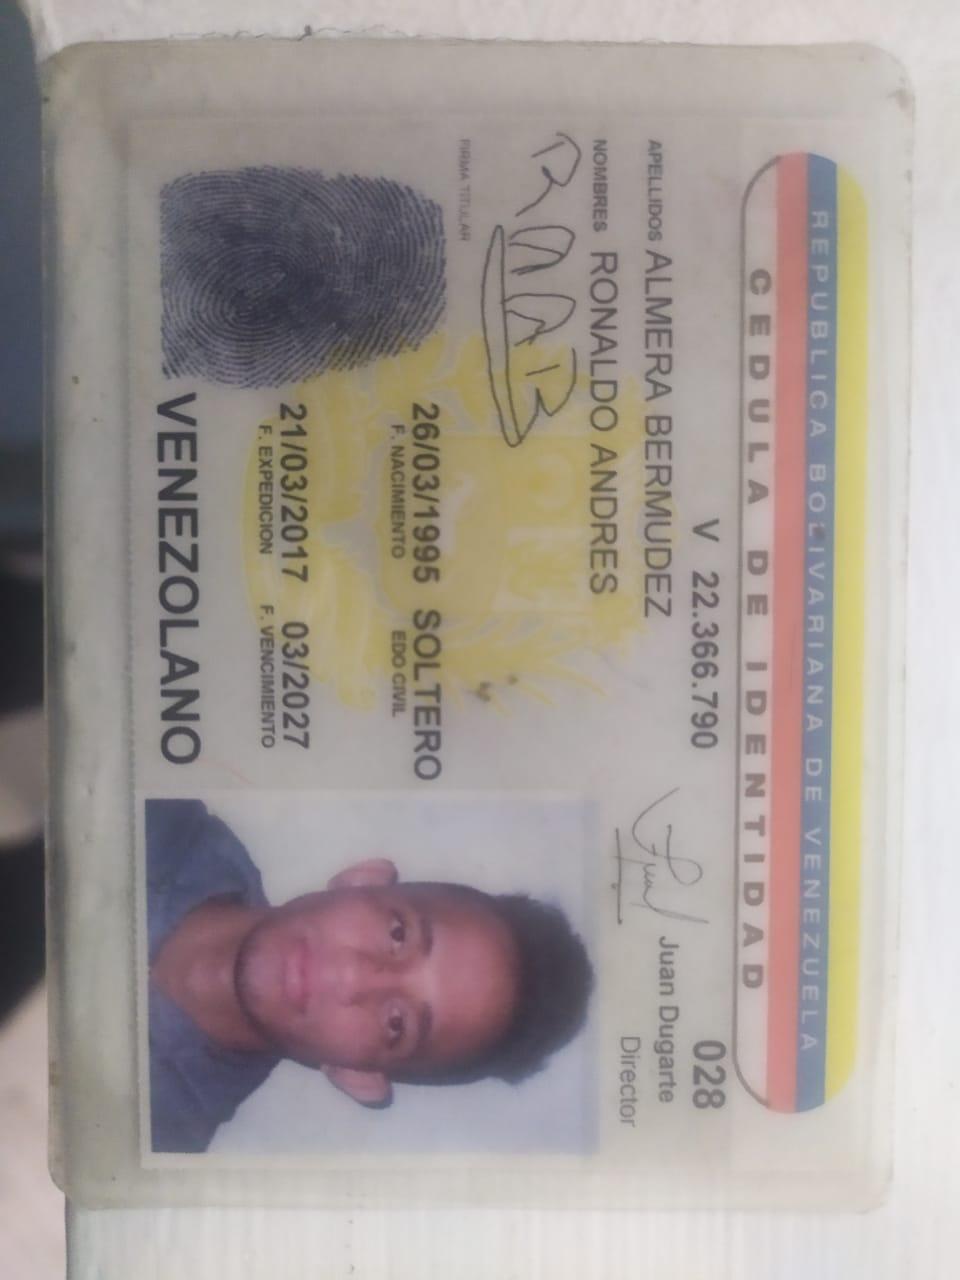 REPUBLICA BOLIVARIANA DE VENEZUELA
CEDULA DE IDENTIDAD
V 22.366.790 028
APELLIDOS ALMERA BERMUDEZ
Juan Dugarte
Director
NOMBRES RONALDO ANDRES
FIRMA TITULAR
26/03/1995 SOLTERO
F. NACIMIENTO EDO CIVIL
21/03/2017 03/2027
F. EXPEDICION F. VENCIMIENTO
VENEZOLANO